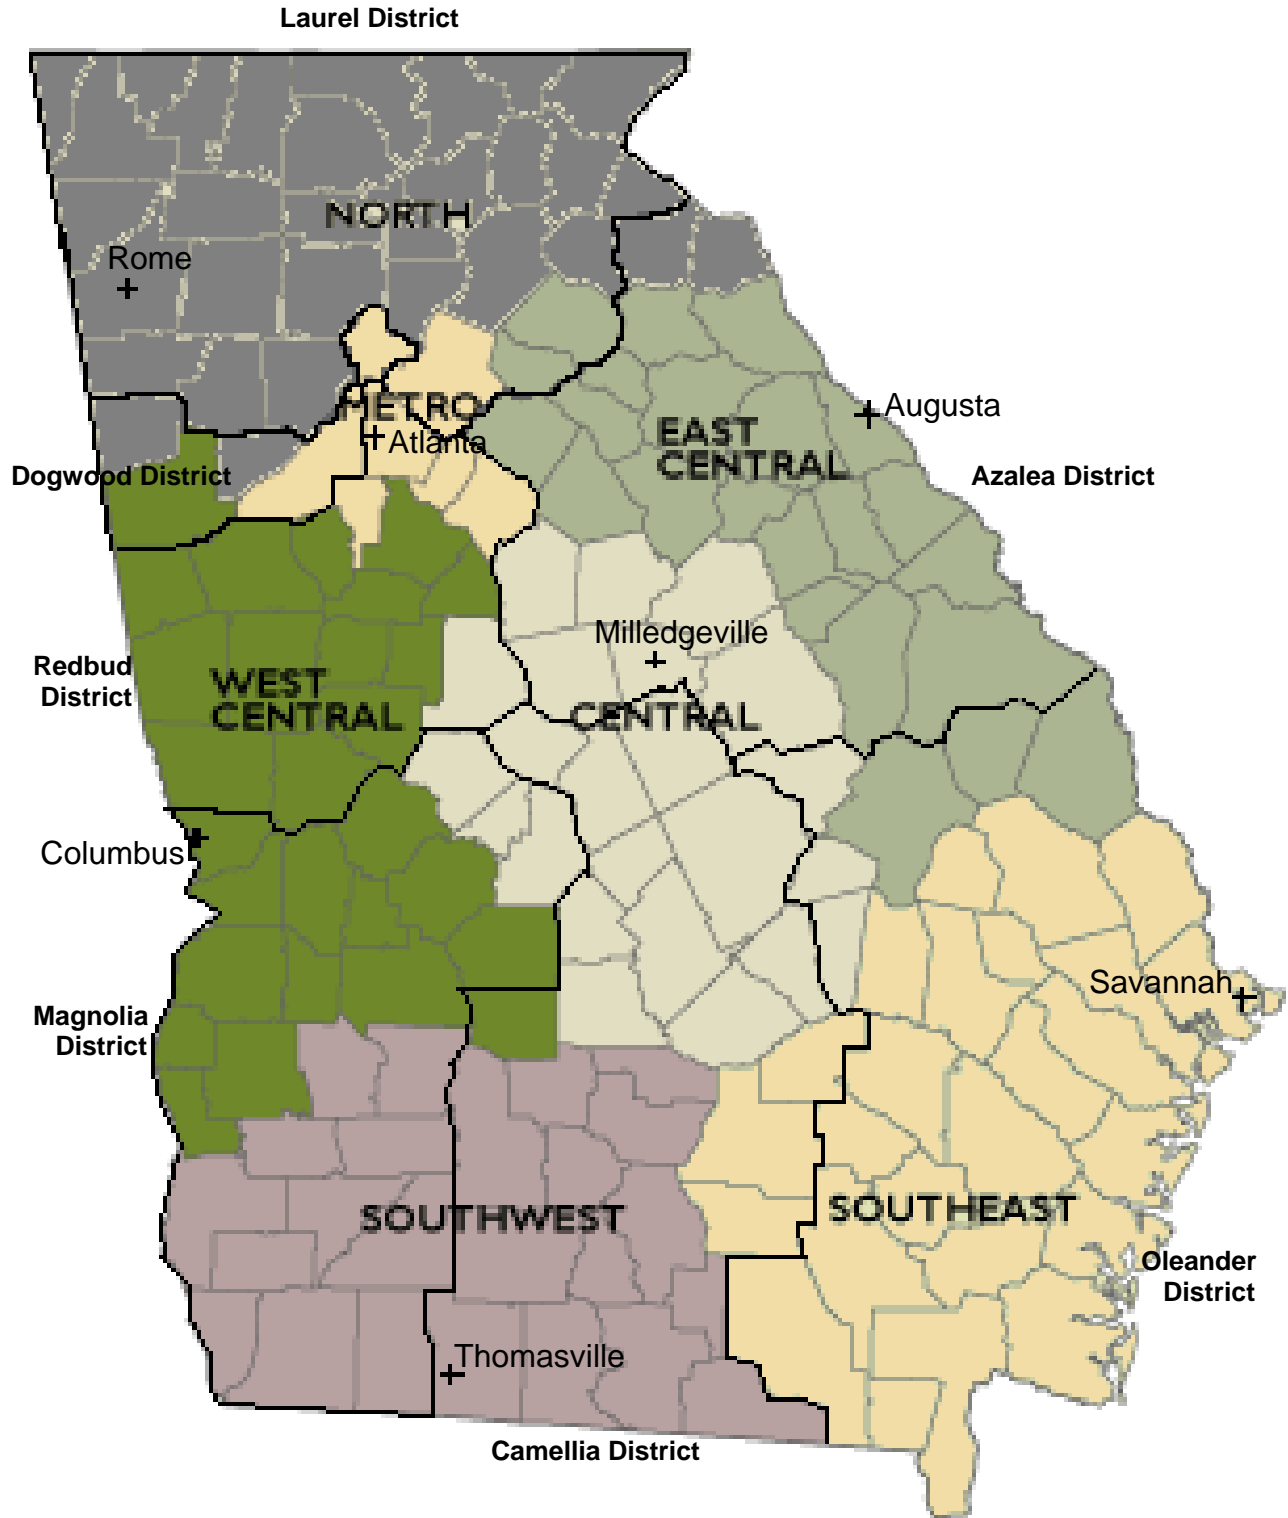 Laurel District
NORTH
Rome
METRO
Atlanta
Augusta
EAST
CENTRAL
Dogwood District
Azalea District
Milledgeville
Redbud
District
WEST
CENTRAL
CENTRAL
Columbus
Savannah
Magnolia
District
SOUTHWEST
SOUTHEAST
Oleander
District
Thomasville
Camellia District